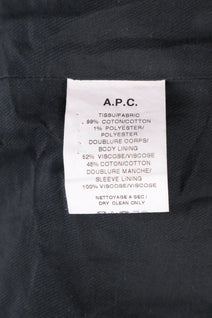 A.P.C.
TISSU/FABRIC
99% COTON/COTTON
1% POLYESTER/
POLYESTER
DOUBLURE CORPS/
BODY LINING
52% VISCOSE/VISCOSE
48% COTON/COTTON
DOUBLURE MANCHE/
SLEEVE LINING
100% VISCOSE/VISCOSE
NETTOYAGE A SEC/
DRY CLEAN ONLY